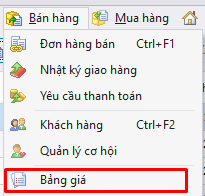 Bán hàng Mua hàng
Đơn hàng bán Ctrl+F1
Nhật ký giao hàng
Yêu cầu thanh toán
Khách hàng Ctrl+F2
Quản lý cơ hội
Bảng giá